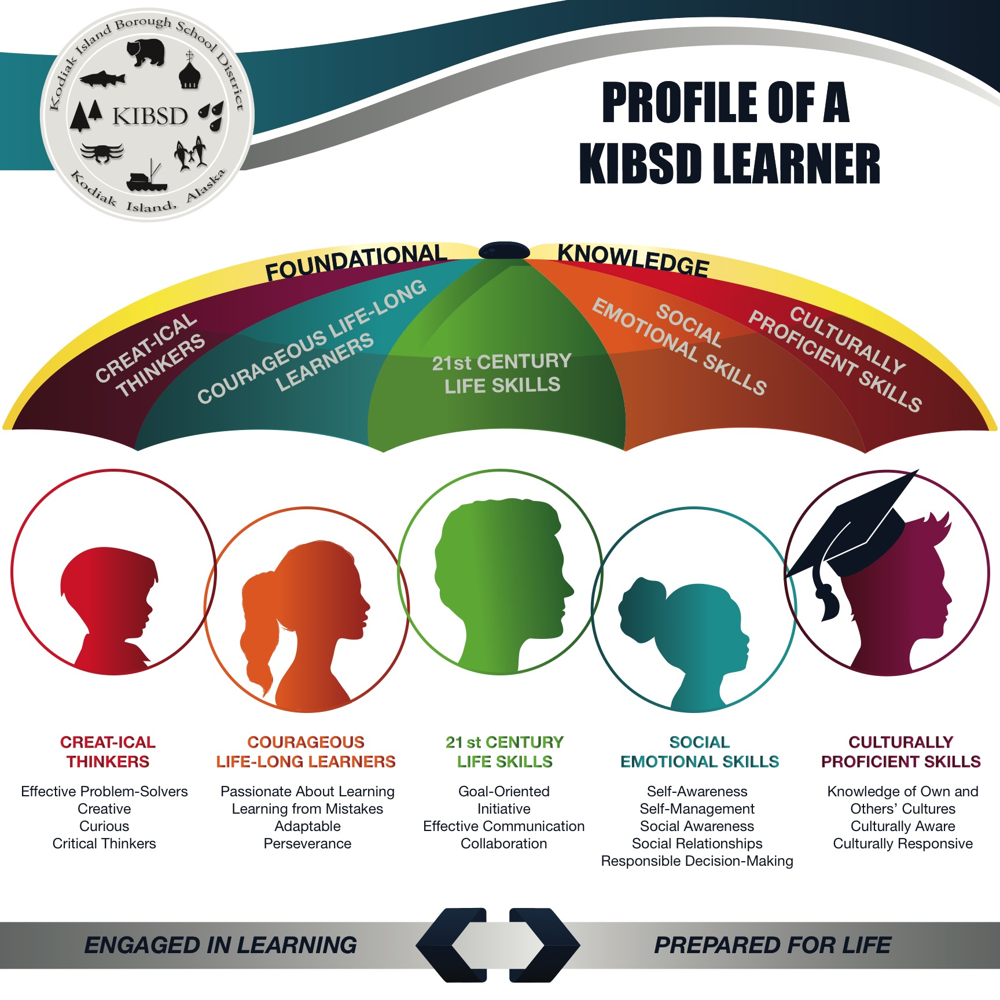 Kodiak Island Borough School District
KIBSD
Kodiak Island, Alaska
PROFILE OF A
KIBSD LEARNER
FOUNDATIONAL KNOWLEDGE
CREAT-ICAL
THINKERS
COURAGEOUS LIFE-LONG
LEARNERS
21st CENTURY
LIFE SKILLS
SOCIAL
EMOTIONAL SKILLS
CULTURALLY
PROFICIENT SKILLS
CREAT-ICAL
THINKERS
Effective Problem-Solvers
Creative
Curious
Critical Thinkers
COURAGEOUS
LIFE-LONG LEARNERS
Passionate About Learning
Learning from Mistakes
Adaptable
Perseverance
21 st CENTURY
LIFE SKILLS
Goal-Oriented
Initiative
Effective Communication
Collaboration
SOCIAL
EMOTIONAL SKILLS
Self-Awareness
Self-Management
Social Awareness
Social Relationships
Responsible Decision-Making
CULTURALLY
PROFICIENT SKILLS
Knowledge of Own and
Others’ Cultures
Culturally Aware
Culturally Responsive
ENGAGED IN LEARNING
PREPARED FOR LIFE